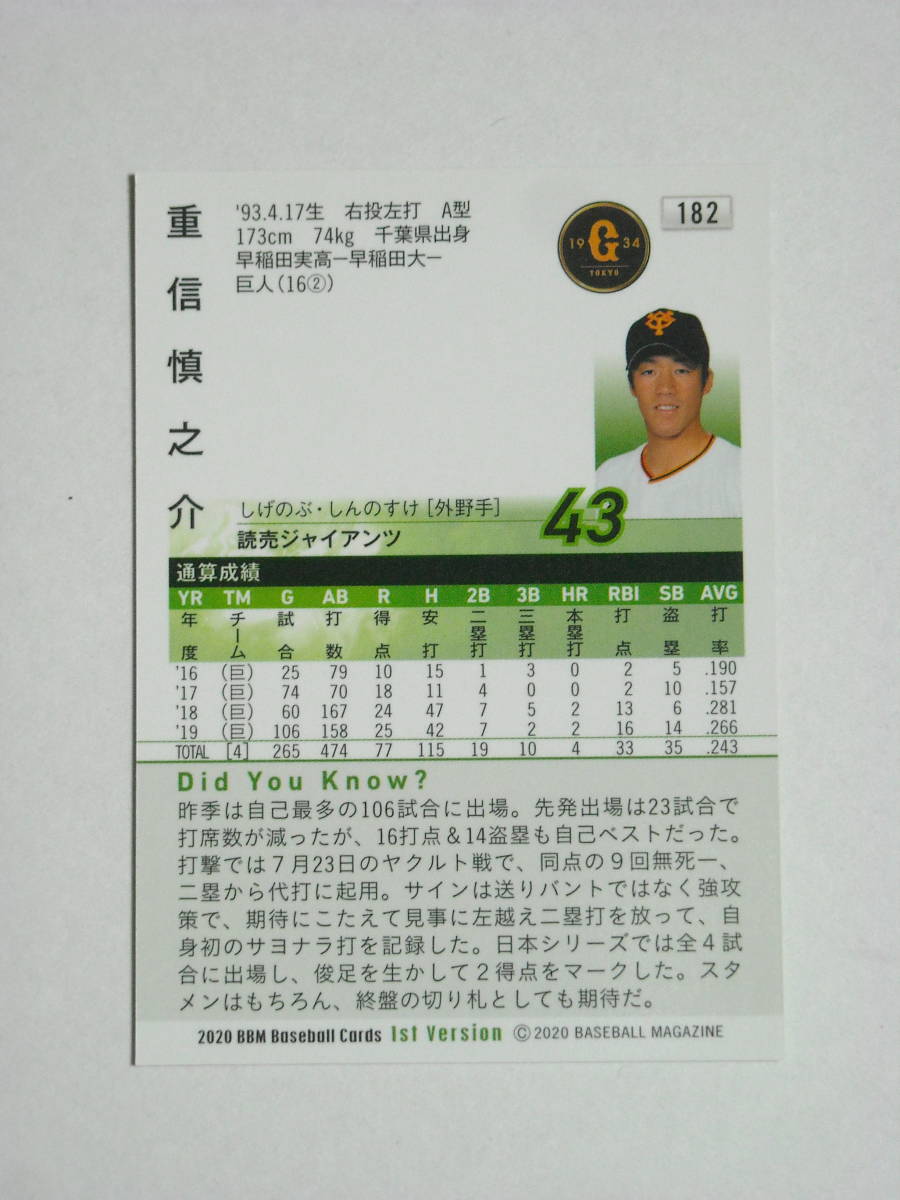 重信慎之介
'93.4.17生 右投左打 A型
173cm 74kg 千葉県出身
早稲田実高ー早稲田大ー
巨人(16②)
19 G 34
TOKYO
182
しげのぶ・しんのすけ [外野手]
読売ジャイアンツ
43
通算成績
YR TM G AB R H 2B 3B HR RBI SB AVG
年度 チーム 試合 打数 得点 安打 二塁打 三塁打 本塁打 打点 盗塁 打率
'16 (巨) 25 79 10 15 1 3 0 2 5 .190
'17 (巨) 74 70 18 11 4 0 0 2 10 .157
'18 (巨) 60 167 24 47 7 5 2 13 6 .281
'19 (巨) 106 158 25 42 7 2 2 16 14 .266
TOTAL [4] 265 474 77 115 19 10 4 33 35 .243
Did You Know?
昨季は自己最多の106試合に出場。先発出場は23試合で
打席数が減ったが、16打点&14盗塁も自己ベストだった。
打撃では7月23日のヤクルト戦で、同点の9回無死一、
二塁から代打に起用。サインは送りバントではなく強攻
策で、期待にこたえて見事に左越え二塁打を放って、自
身初のサヨナラ打を記録した。日本シリーズでは全4試
合に出場し、俊足を生かして2得点をマークした。スタ
メンはもちろん、終盤の切り札としても期待だ。
2020 BBM Baseball Cards 1st Version Ⓒ2020 BASEBALL MAGAZINE